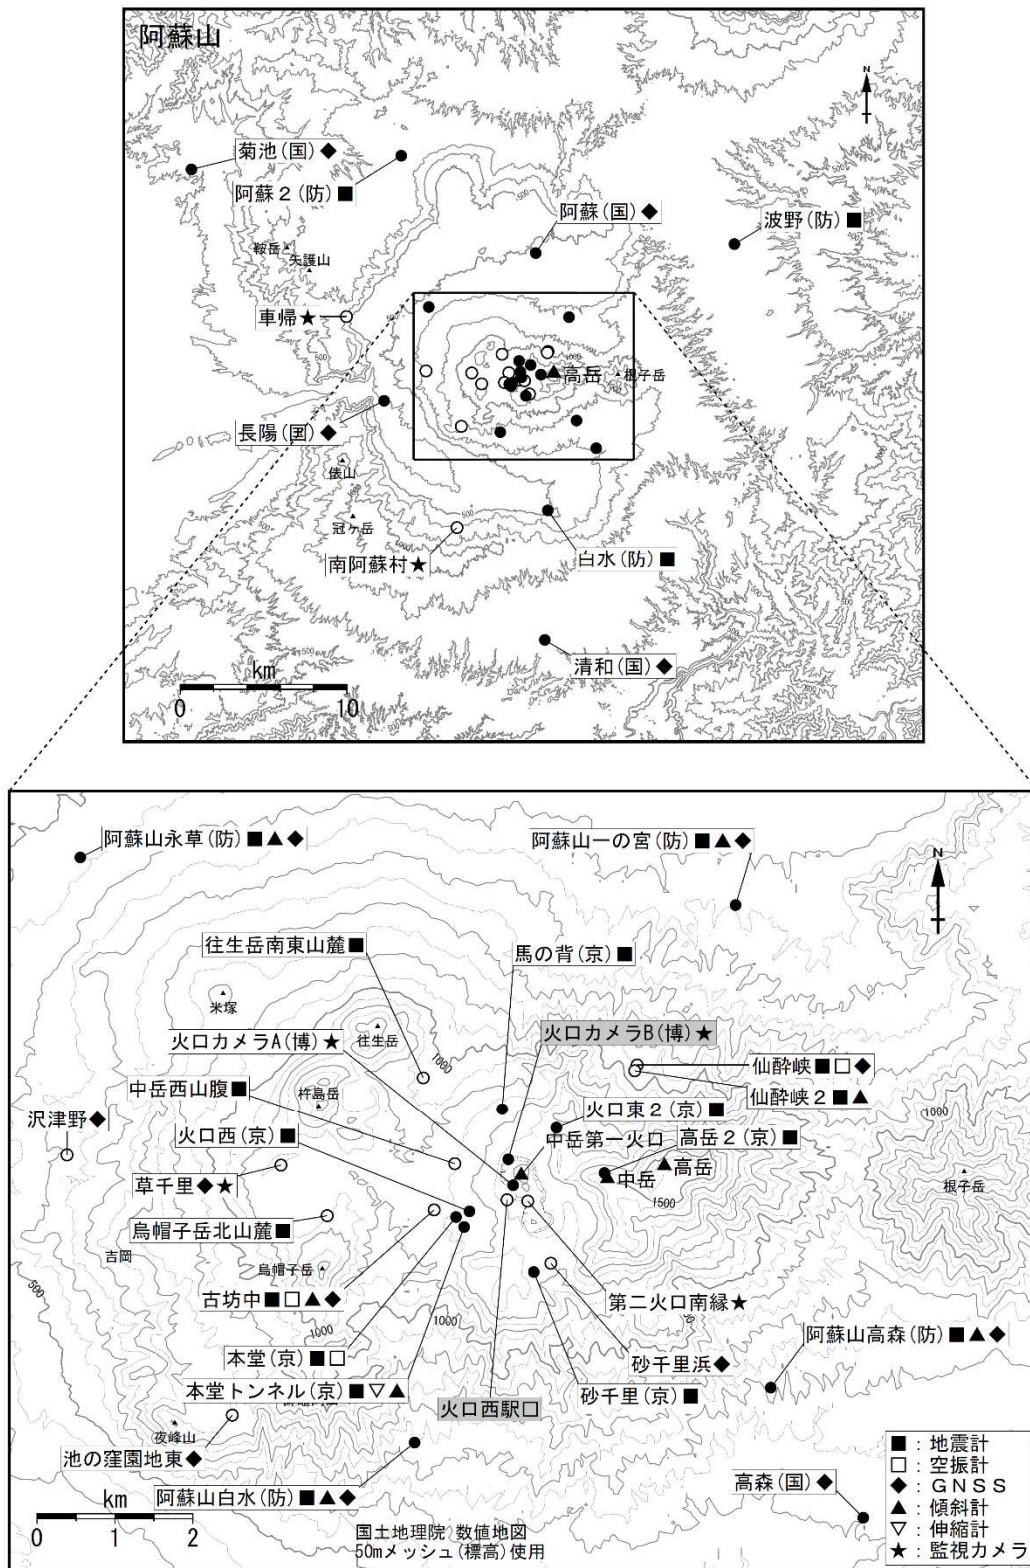 阿蘇山
N
菊池(国)◆
阿蘇2(防)■
阿蘇(国)◆
波野(防)■
鞍岳
矢護山
車帰★
高岳
根子岳
長陽(国)◆
俵山
冠ヶ岳
南阿蘇村★
白水(防)■
清和(国)◆
km
0 10
阿蘇山永草(防)■▲◆
阿蘇山一の宮(防)■▲◆
N
往生岳南東山麓■
馬の背(京)■
米塚
火口カメラA(博)★
往生岳
火口カメラB(博)★
1000
仙酔峡■□◆
中岳西山腹■
杵島岳
仙酔峡2■▲
沢津野◆
火口西(京)■
火口東2(京)■
1000
中岳第一火口
高岳2(京)■
草千里◆★
中岳
高岳
根子岳
1500
烏帽子岳北山麓■
吉岡
烏帽子岳
500
古坊中■□▲◆
第二火口南縁★
1000
1000
阿蘇山高森(防)■▲◆
本堂(京)■□
砂千里浜◆
本堂トンネル(京)■▽▲
火口西駅□
砂千里(京)■
夜峰山
池の窪園地東◆
高森(国)◆
阿蘇山白水(防)■▲◆
km
0 1 2
国土地理院 数値地図
50mメッシュ(標高)使用
■:地震計
□:空振計
◆:GNSS
▲:傾斜計
▽:伸縮計
★:監視カメラ